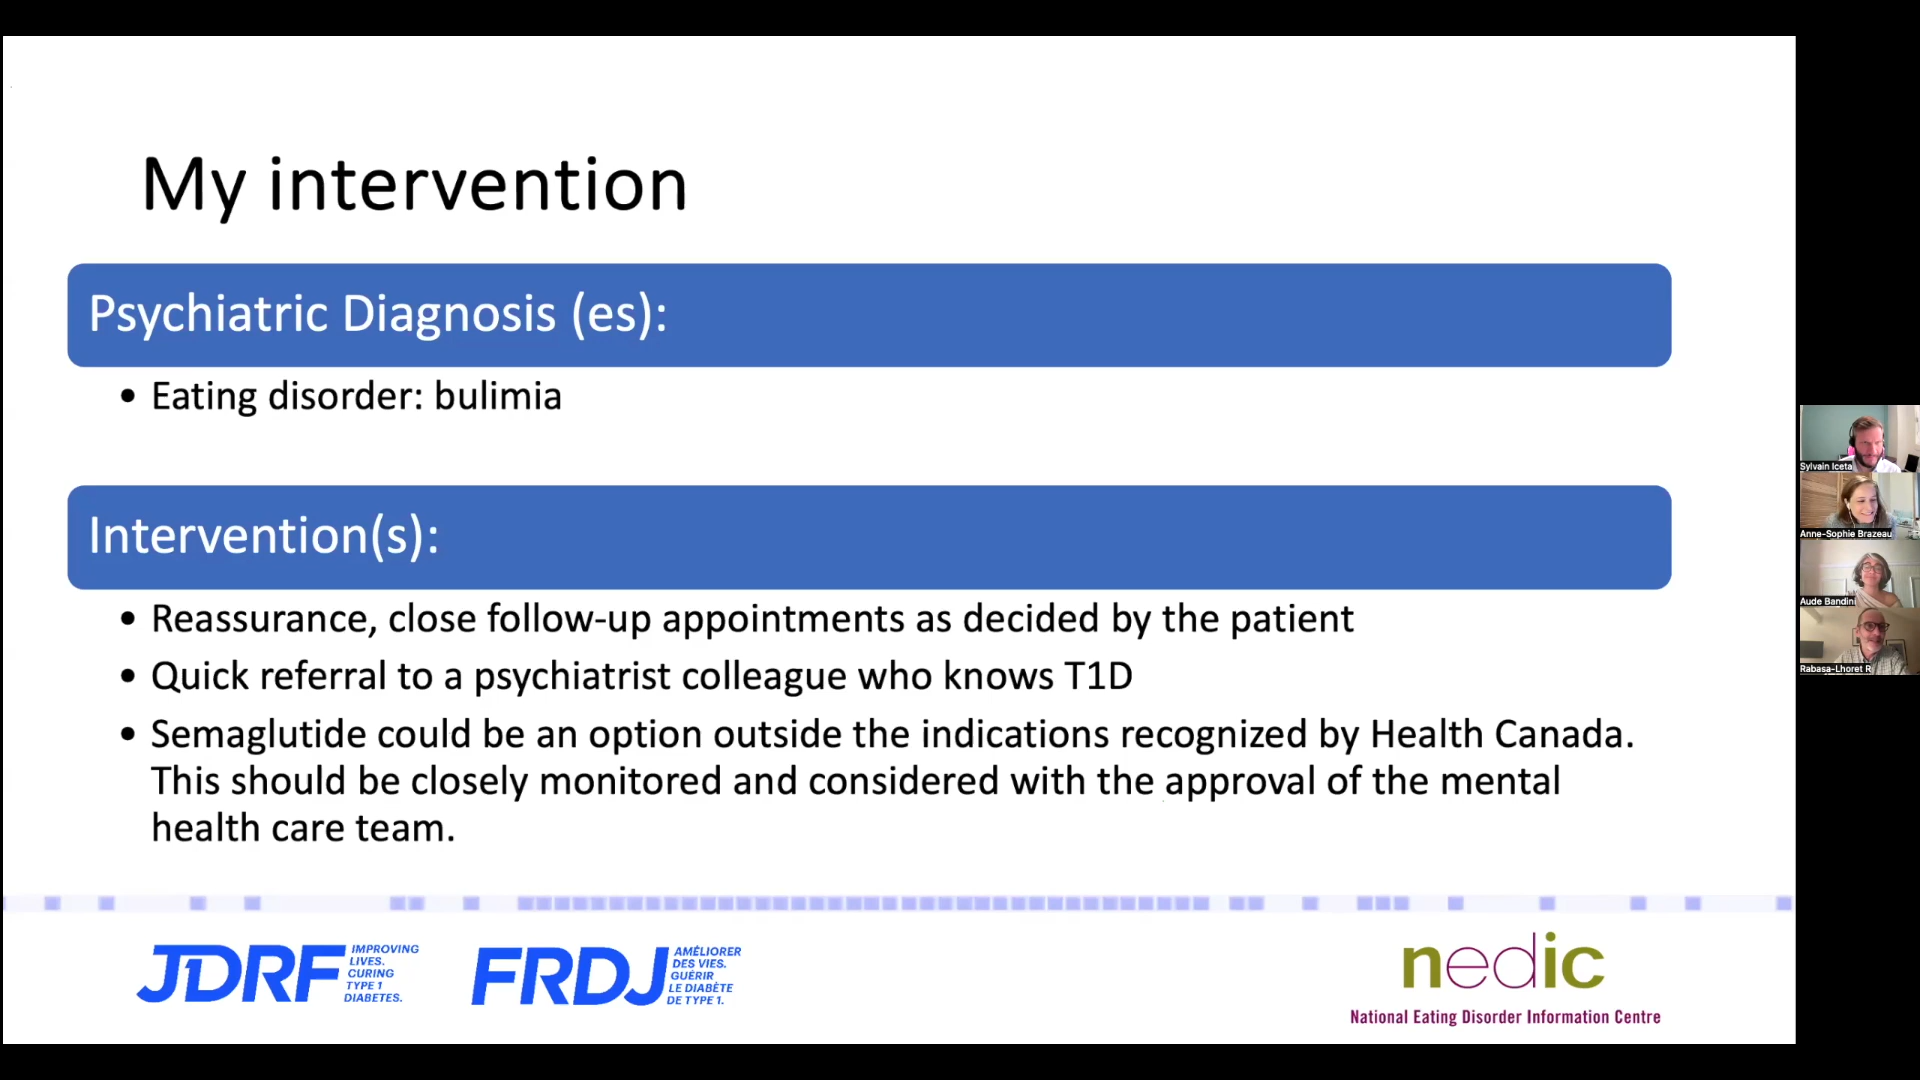 My intervention
Psychiatric Diagnosis (es):
• Eating disorder: bulimia
Intervention(s):
• Reassurance, close follow-up appointments as decided by the patient
• Quick referral to a psychiatrist colleague who knows T1D
• Semaglutide could be an option outside the indications recognized by Health Canada.
This should be closely monitored and considered with the approval of the mental
health care team.
Sylvain Iceta
Anne-Sophie Brazeau
Aude Bandini
Rabasa-Lhoret R
JDRF
IMPROVING
LIVES.
CURING
TYPE 1
DIABETES.
FRDJ
AMÉLIORER
DES VIES.
GUÉRIR
LE DIABÈTE
DE TYPE 1.
nedic
National Eating Disorder Information Centre